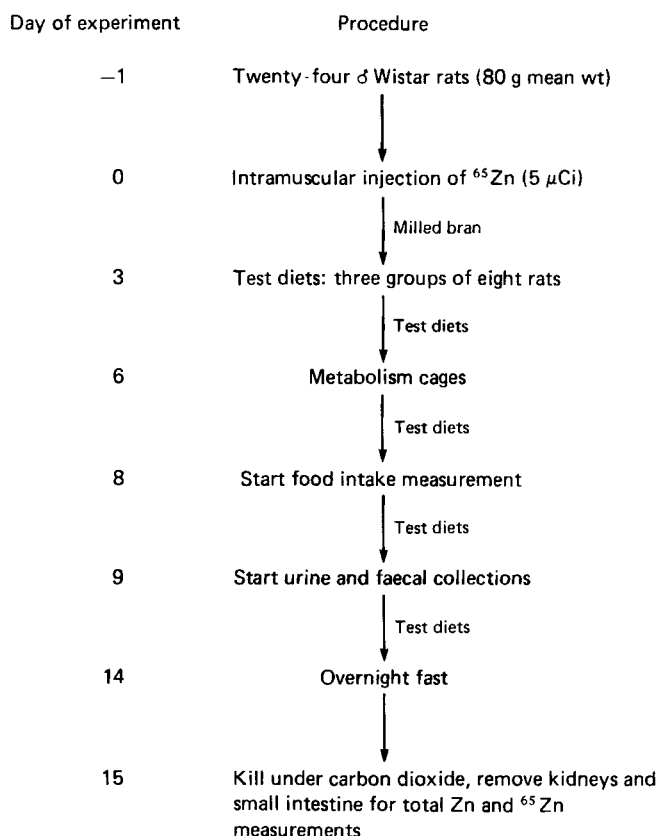 Day of experiment Procedure
−1 Twenty-four ♂ Wistar rats (80 g mean wt)
0 Intramuscular injection of ⁶⁵Zn (5 μCi)
Milled bran
3 Test diets: three groups of eight rats
Test diets
6 Metabolism cages
Test diets
8 Start food intake measurement
Test diets
9 Start urine and faecal collections
Test diets
14 Overnight fast
15 Kill under carbon dioxide, remove kidneys and
small intestine for total Zn and ⁶⁵Zn
measurements